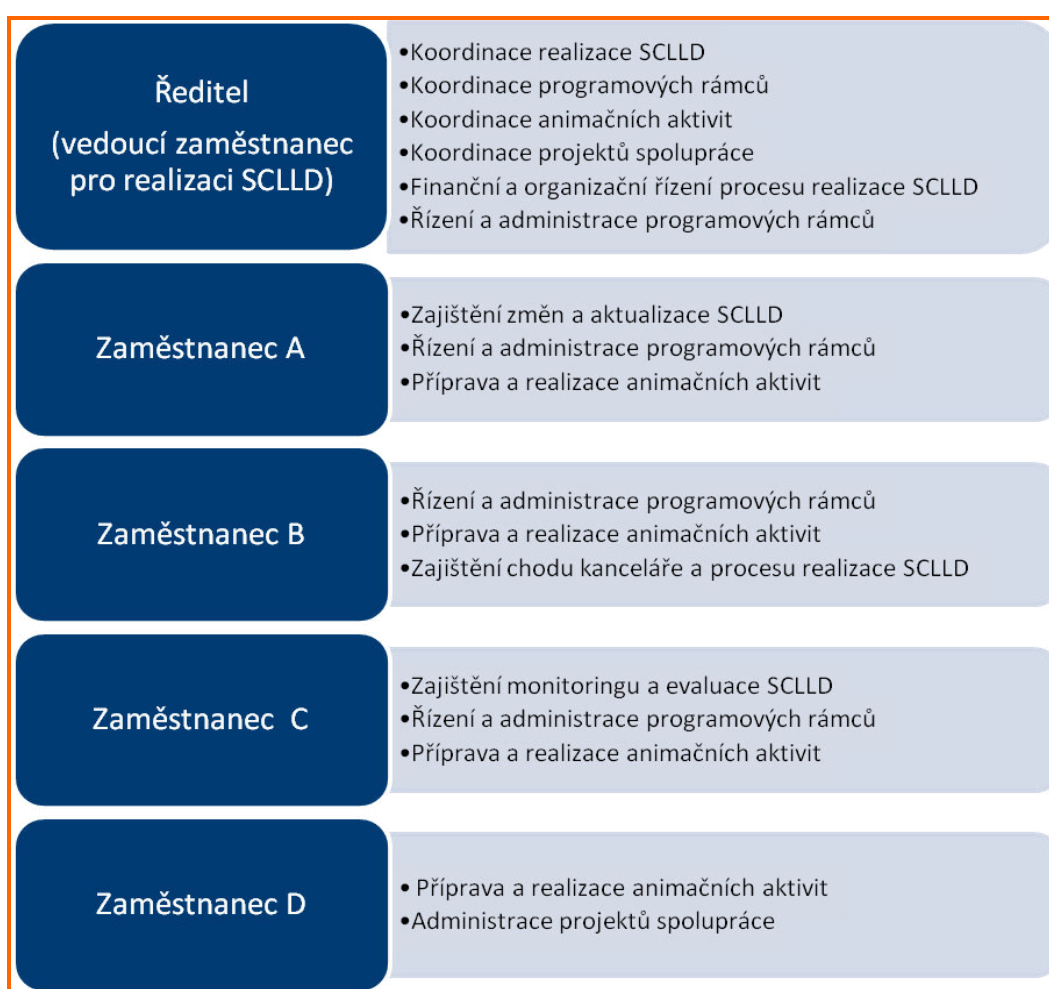 Ředitel
(vedoucí zaměstnanec
pro realizaci SCLLD)
•Koordinace realizace SCLLD
•Koordinace programových rámců
•Koordinace animačních aktivit
•Koordinace projektů spolupráce
•Finanční a organizační řízení procesu realizace SCLLD
•Řízení a administrace programových rámců
Zaměstnanec A
•Zajištění změn a aktualizace SCLLD
•Řízení a administrace programových rámců
•Příprava a realizace animačních aktivit
Zaměstnanec B
•Řízení a administrace programových rámců
•Příprava a realizace animačních aktivit
•Zajištění chodu kanceláře a procesu realizace SCLLD
Zaměstnanec C
•Zajištění monitoringu a evaluace SCLLD
•Řízení a administrace programových rámců
•Příprava a realizace animačních aktivit
Zaměstnanec D
• Příprava a realizace animačních aktivit
•Administrace projektů spolupráce